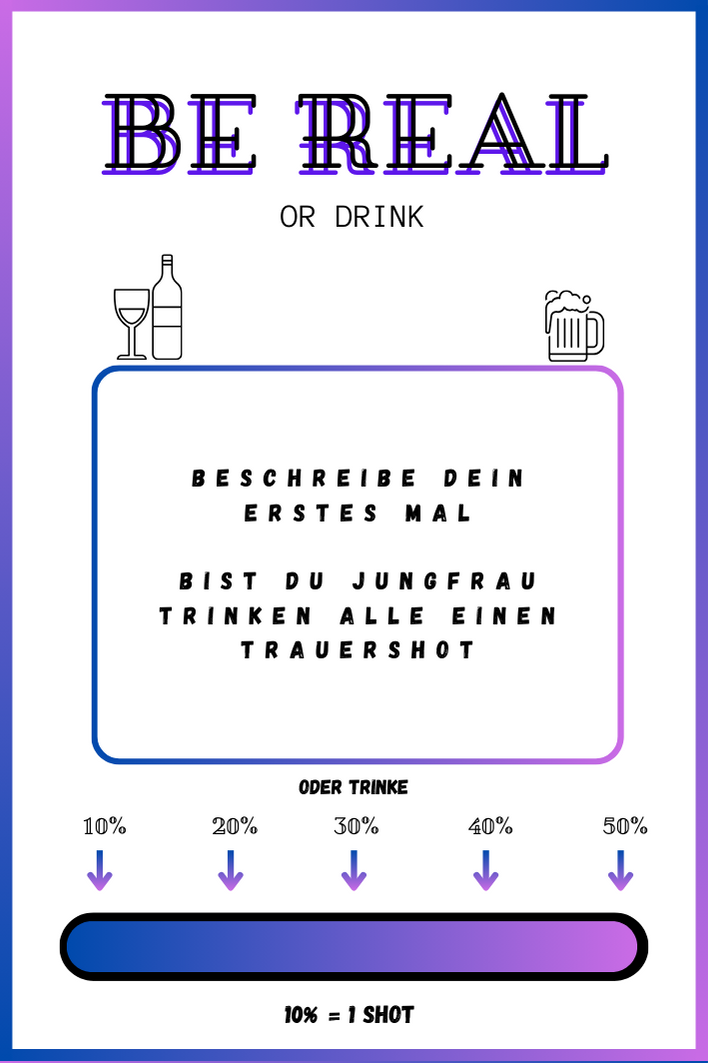 BE REAL
OR DRINK
BESCHREIBE DEIN
ERSTES MAL
BIST DU JUNGFRAU
TRINKEN ALLE EINEN
TRAUERSHOT
ODER TRINKE
10% 20% 30% 40% 50%
10% = 1 SHOT